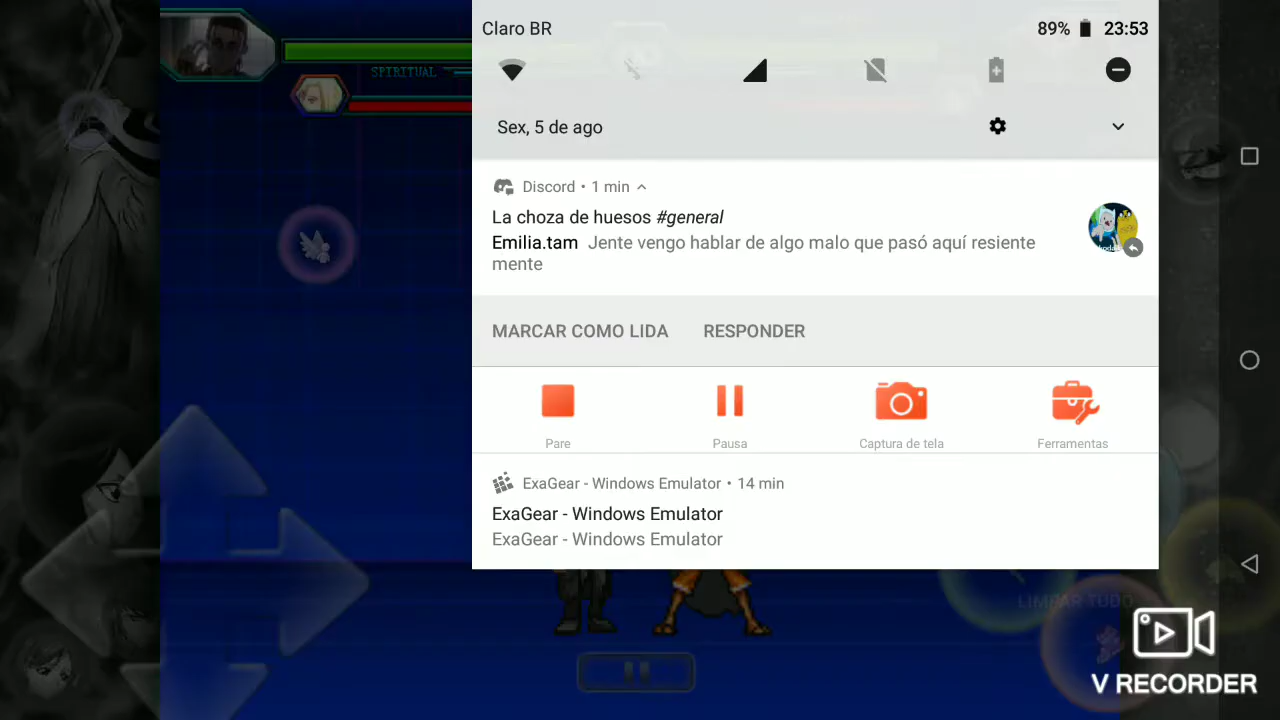 Claro BR
89% 23:53
SPIRITUAL
Sex, 5 de ago
Discord • 1 min
La choza de huesos #general
Emilia.tam Jente vengo hablar de algo malo que pasó aquí resiente
mente
MARCAR COMO LIDA RESPONDER
Pare Pausa Captura de tela Ferramentas
ExaGear - Windows Emulator • 14 min
ExaGear - Windows Emulator
ExaGear - Windows Emulator
LIMPAR TUDO
V RECORDER